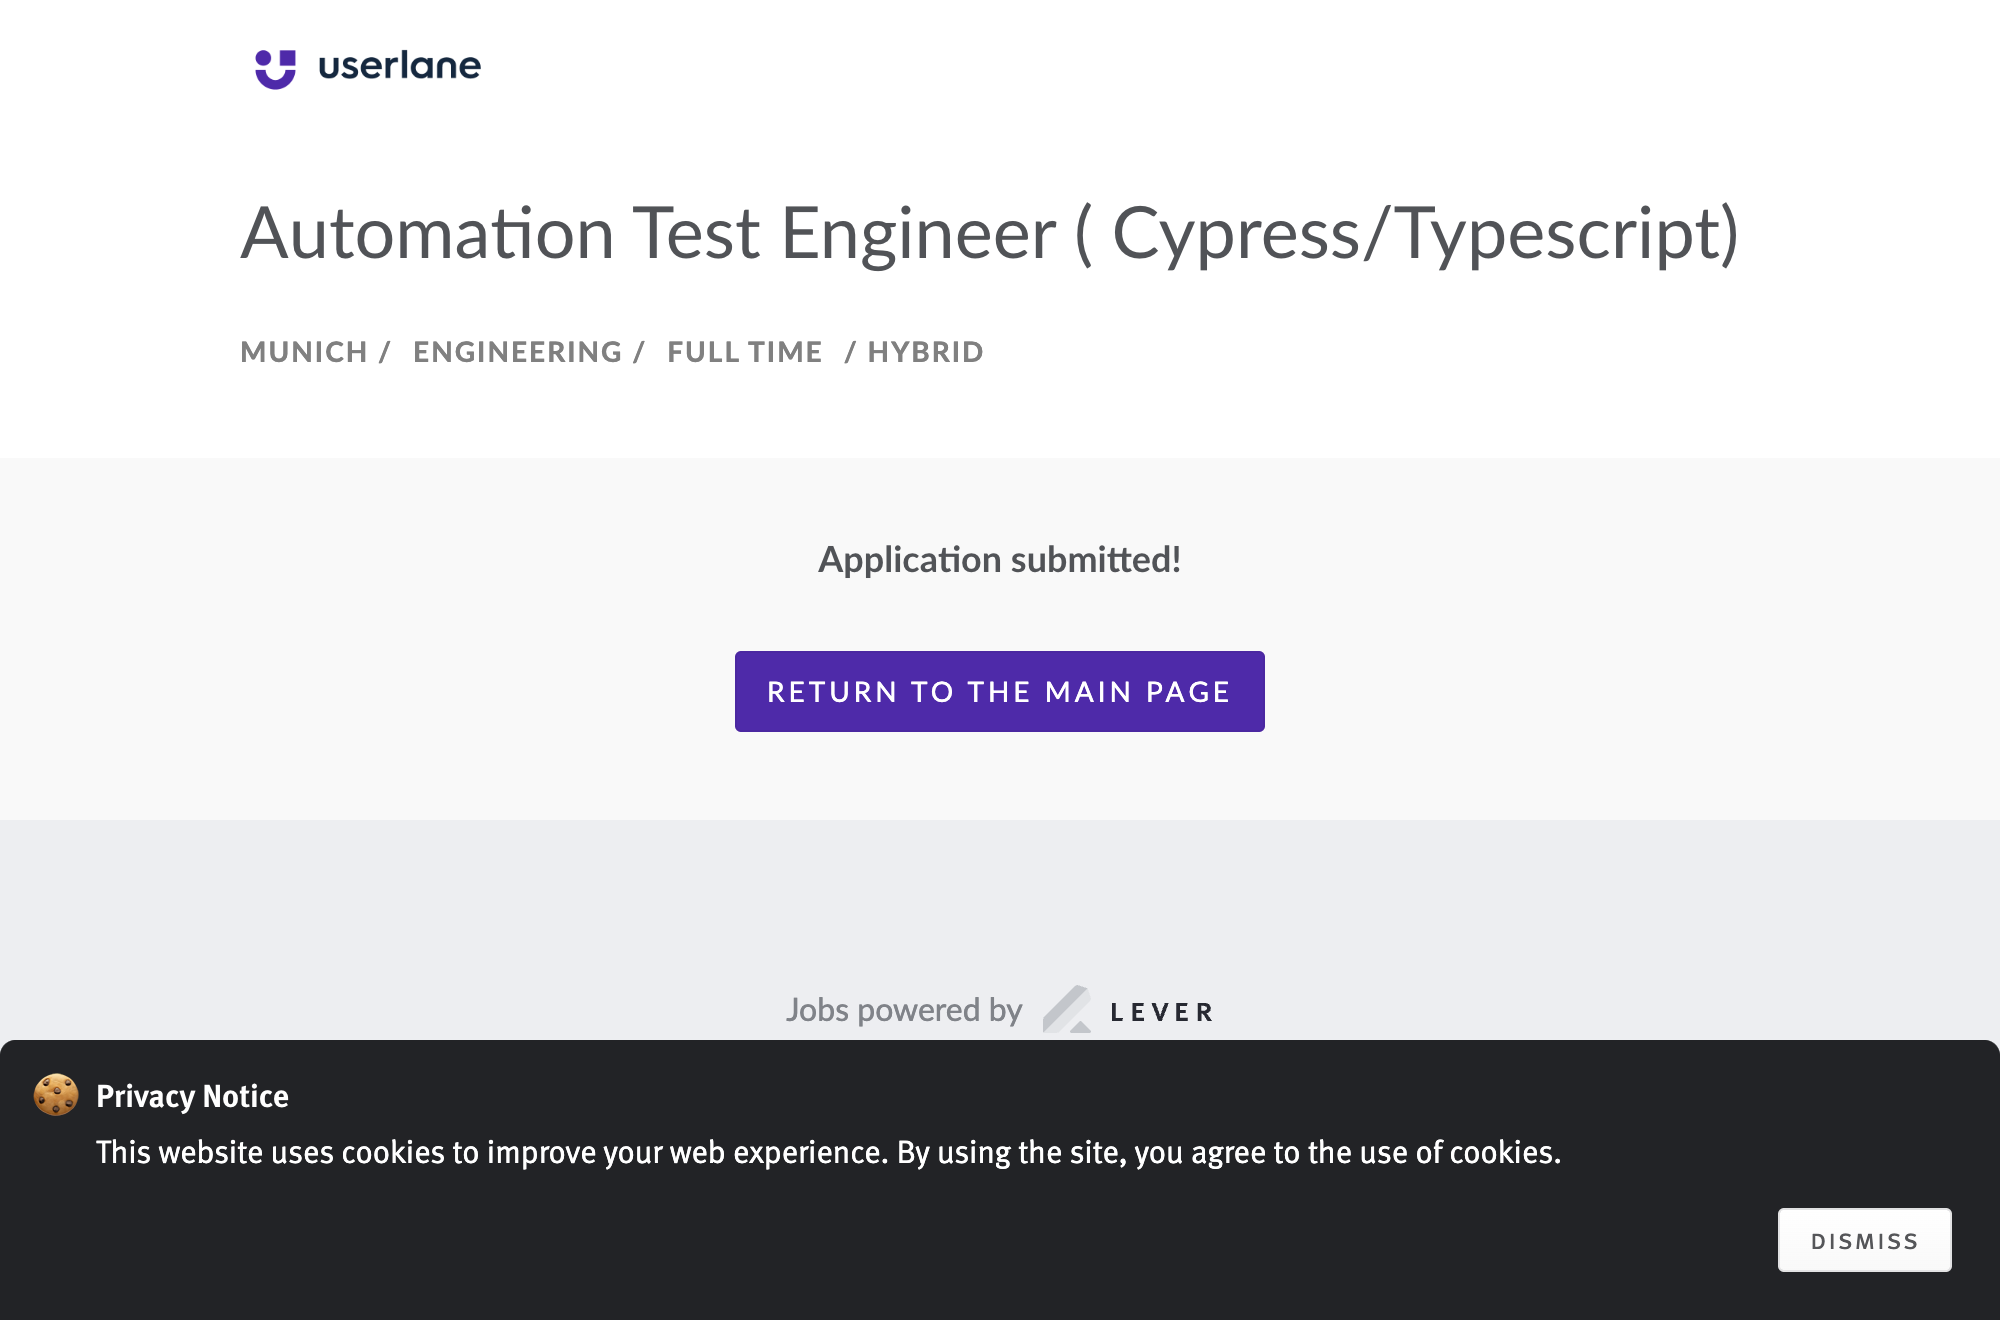 userlane
Automation Test Engineer ( Cypress/Typescript)
MUNICH / ENGINEERING / FULL TIME / HYBRID
Application submitted!
RETURN TO THE MAIN PAGE
Jobs powered by LEVER
Privacy Notice
This website uses cookies to improve your web experience. By using the site, you agree to the use of cookies.
DISMISS